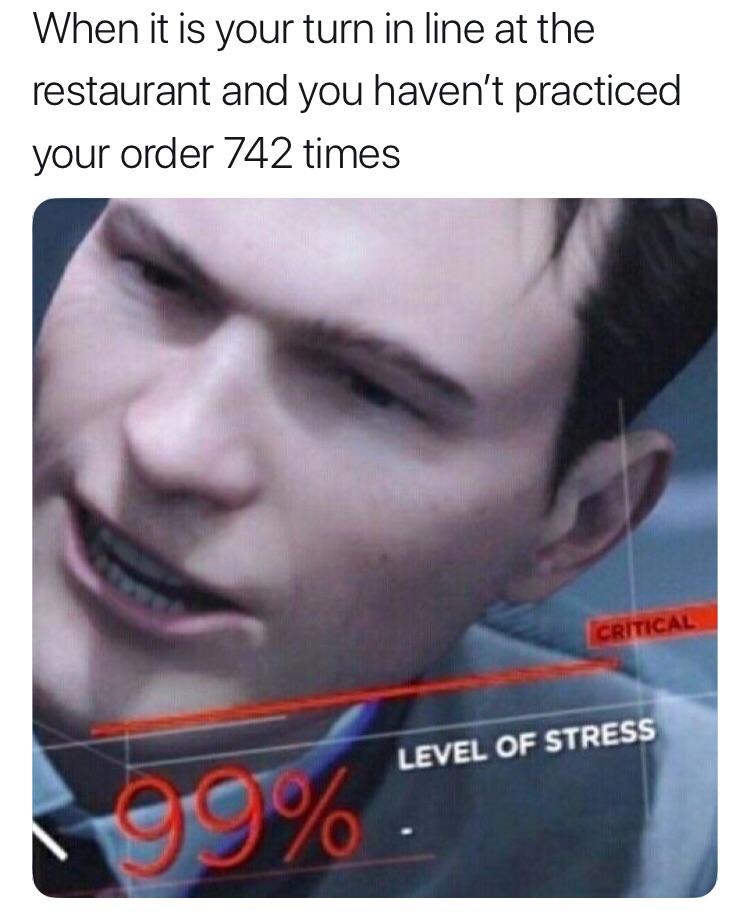 When it is your turn in line at the
restaurant and you haven’t practiced
your order 742 times
CRITICAL
LEVEL OF STRESS
99%